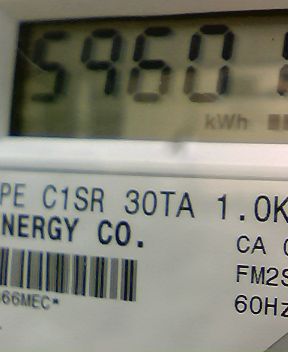 5960
kWh
PE C1SR 30TA 1.0K
NERGY CO.
CA
FM2S
66MEC*
60Hz